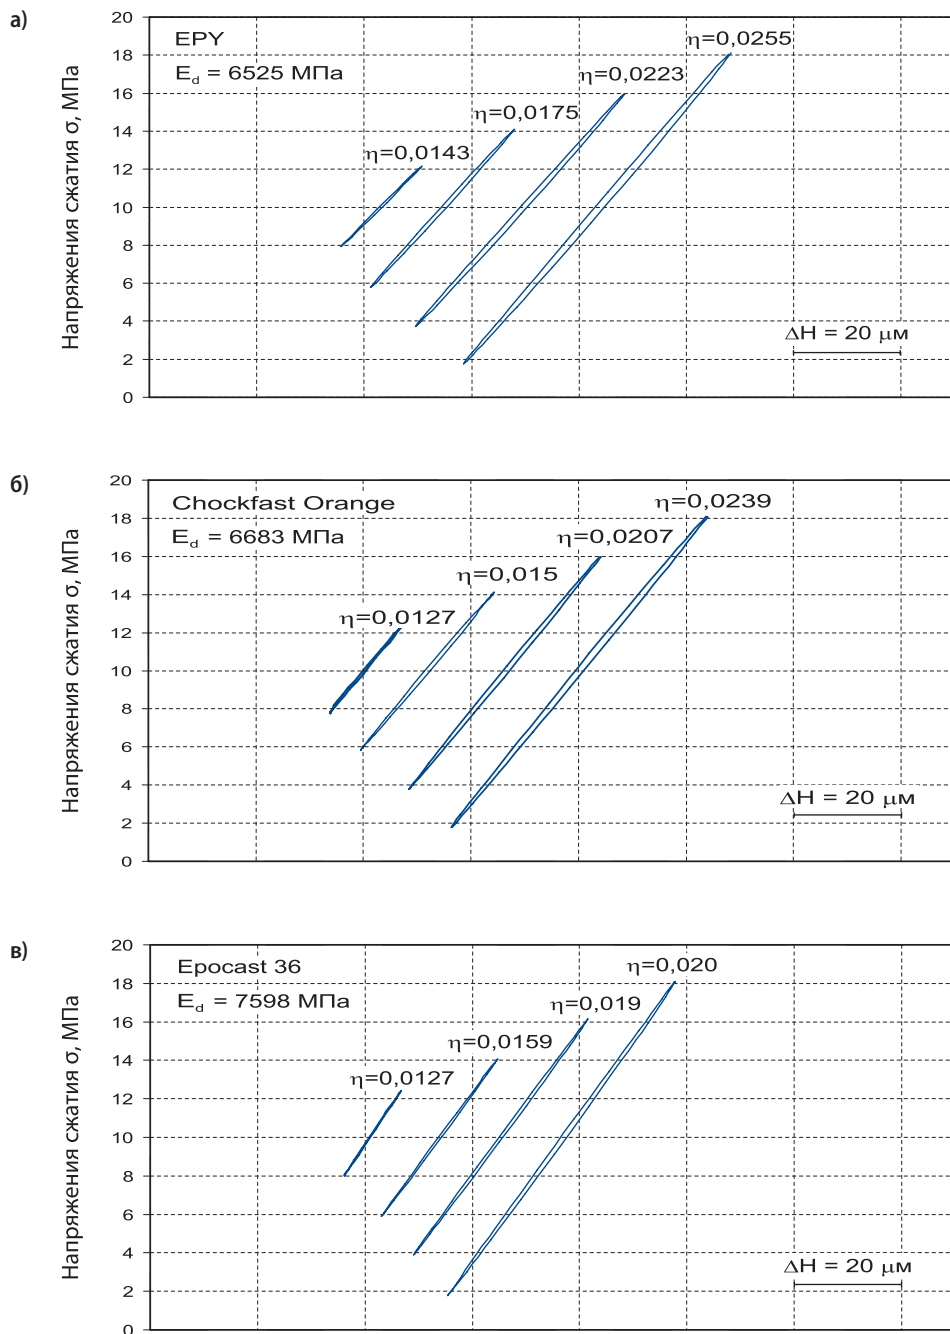 а)
20
EPY
η=0,0255
18
E_d = 6525 МПа
η=0,0223
16
η=0,0175
14
η=0,0143
12
10
8
6
4
ΔH = 20 μм
2
0
Напряжения сжатия σ, МПа
б)
20
Chockfast Orange
η=0,0239
18
E_d = 6683 МПа
η=0,0207
16
η=0,015
14
η=0,0127
12
10
8
6
4
ΔH = 20 μм
2
0
Напряжения сжатия σ, МПа
в)
20
Epocast 36
η=0,020
18
E_d = 7598 МПа
η=0,019
16
η=0,0159
14
η=0,0127
12
10
8
6
4
ΔH = 20 μм
2
0
Напряжения сжатия σ, МПа